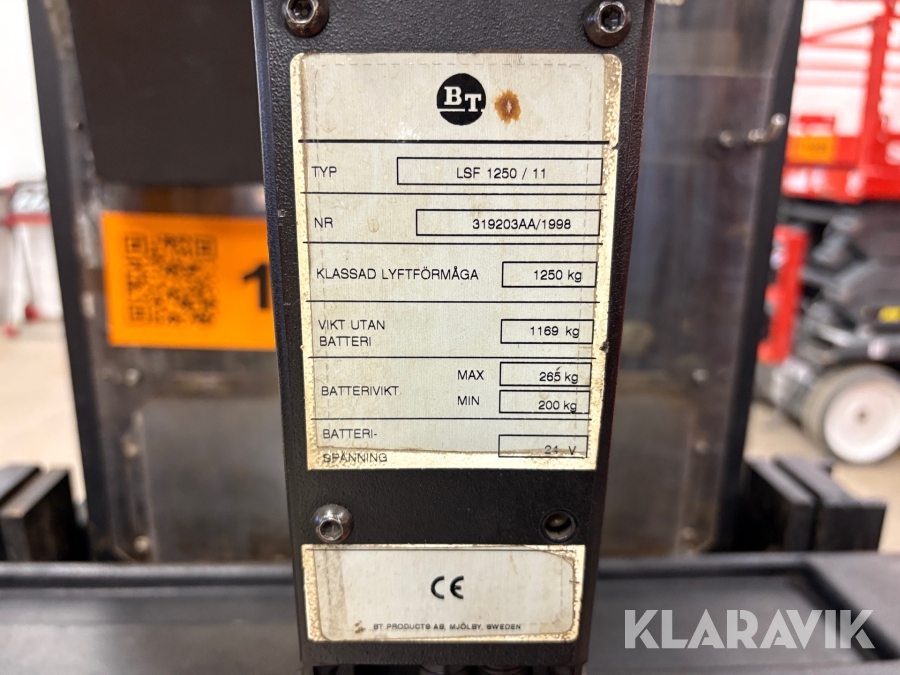 BT
TYP LSF 1250 / 11
NR 319203AA/1998
KLASSAD LYFTFÖRMÅGA 1250 kg
VIKT UTAN
BATTERI 1169 kg
BATTERIVIKT MAX 265 kg
MIN 200 kg
BATTERI-
SPÄNNING 24 V
CE
BT PRODUCTS AB, MJÖLBY, SWEDEN
1
KLARAVIK